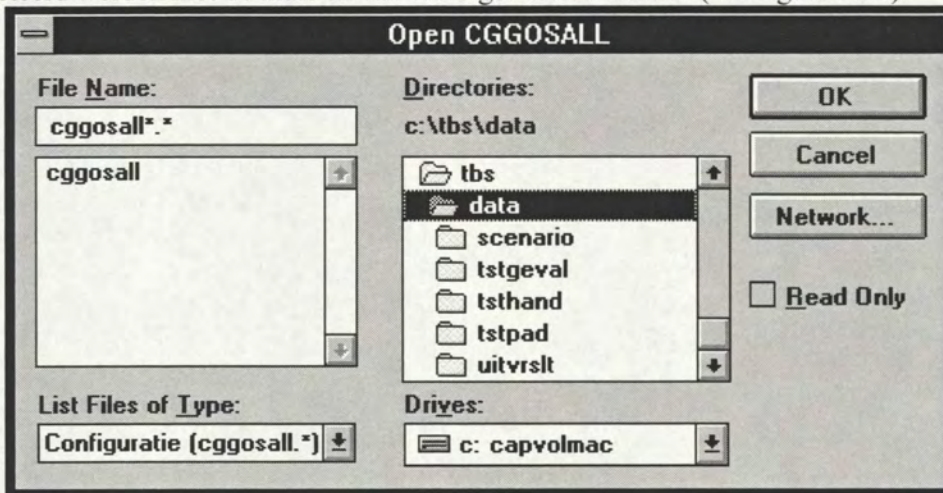 Open CGGOSALL
File Name:
cggosall*.*
cggosall
List Files of Type:
Configuratie (cggosall.*)
Directories:
c:\tbs\data
tbs
data
scenario
tstgeval
tsthand
tstpad
uitvrslt
Drives:
c: capvolmac
OK
Cancel
Network...
Read Only